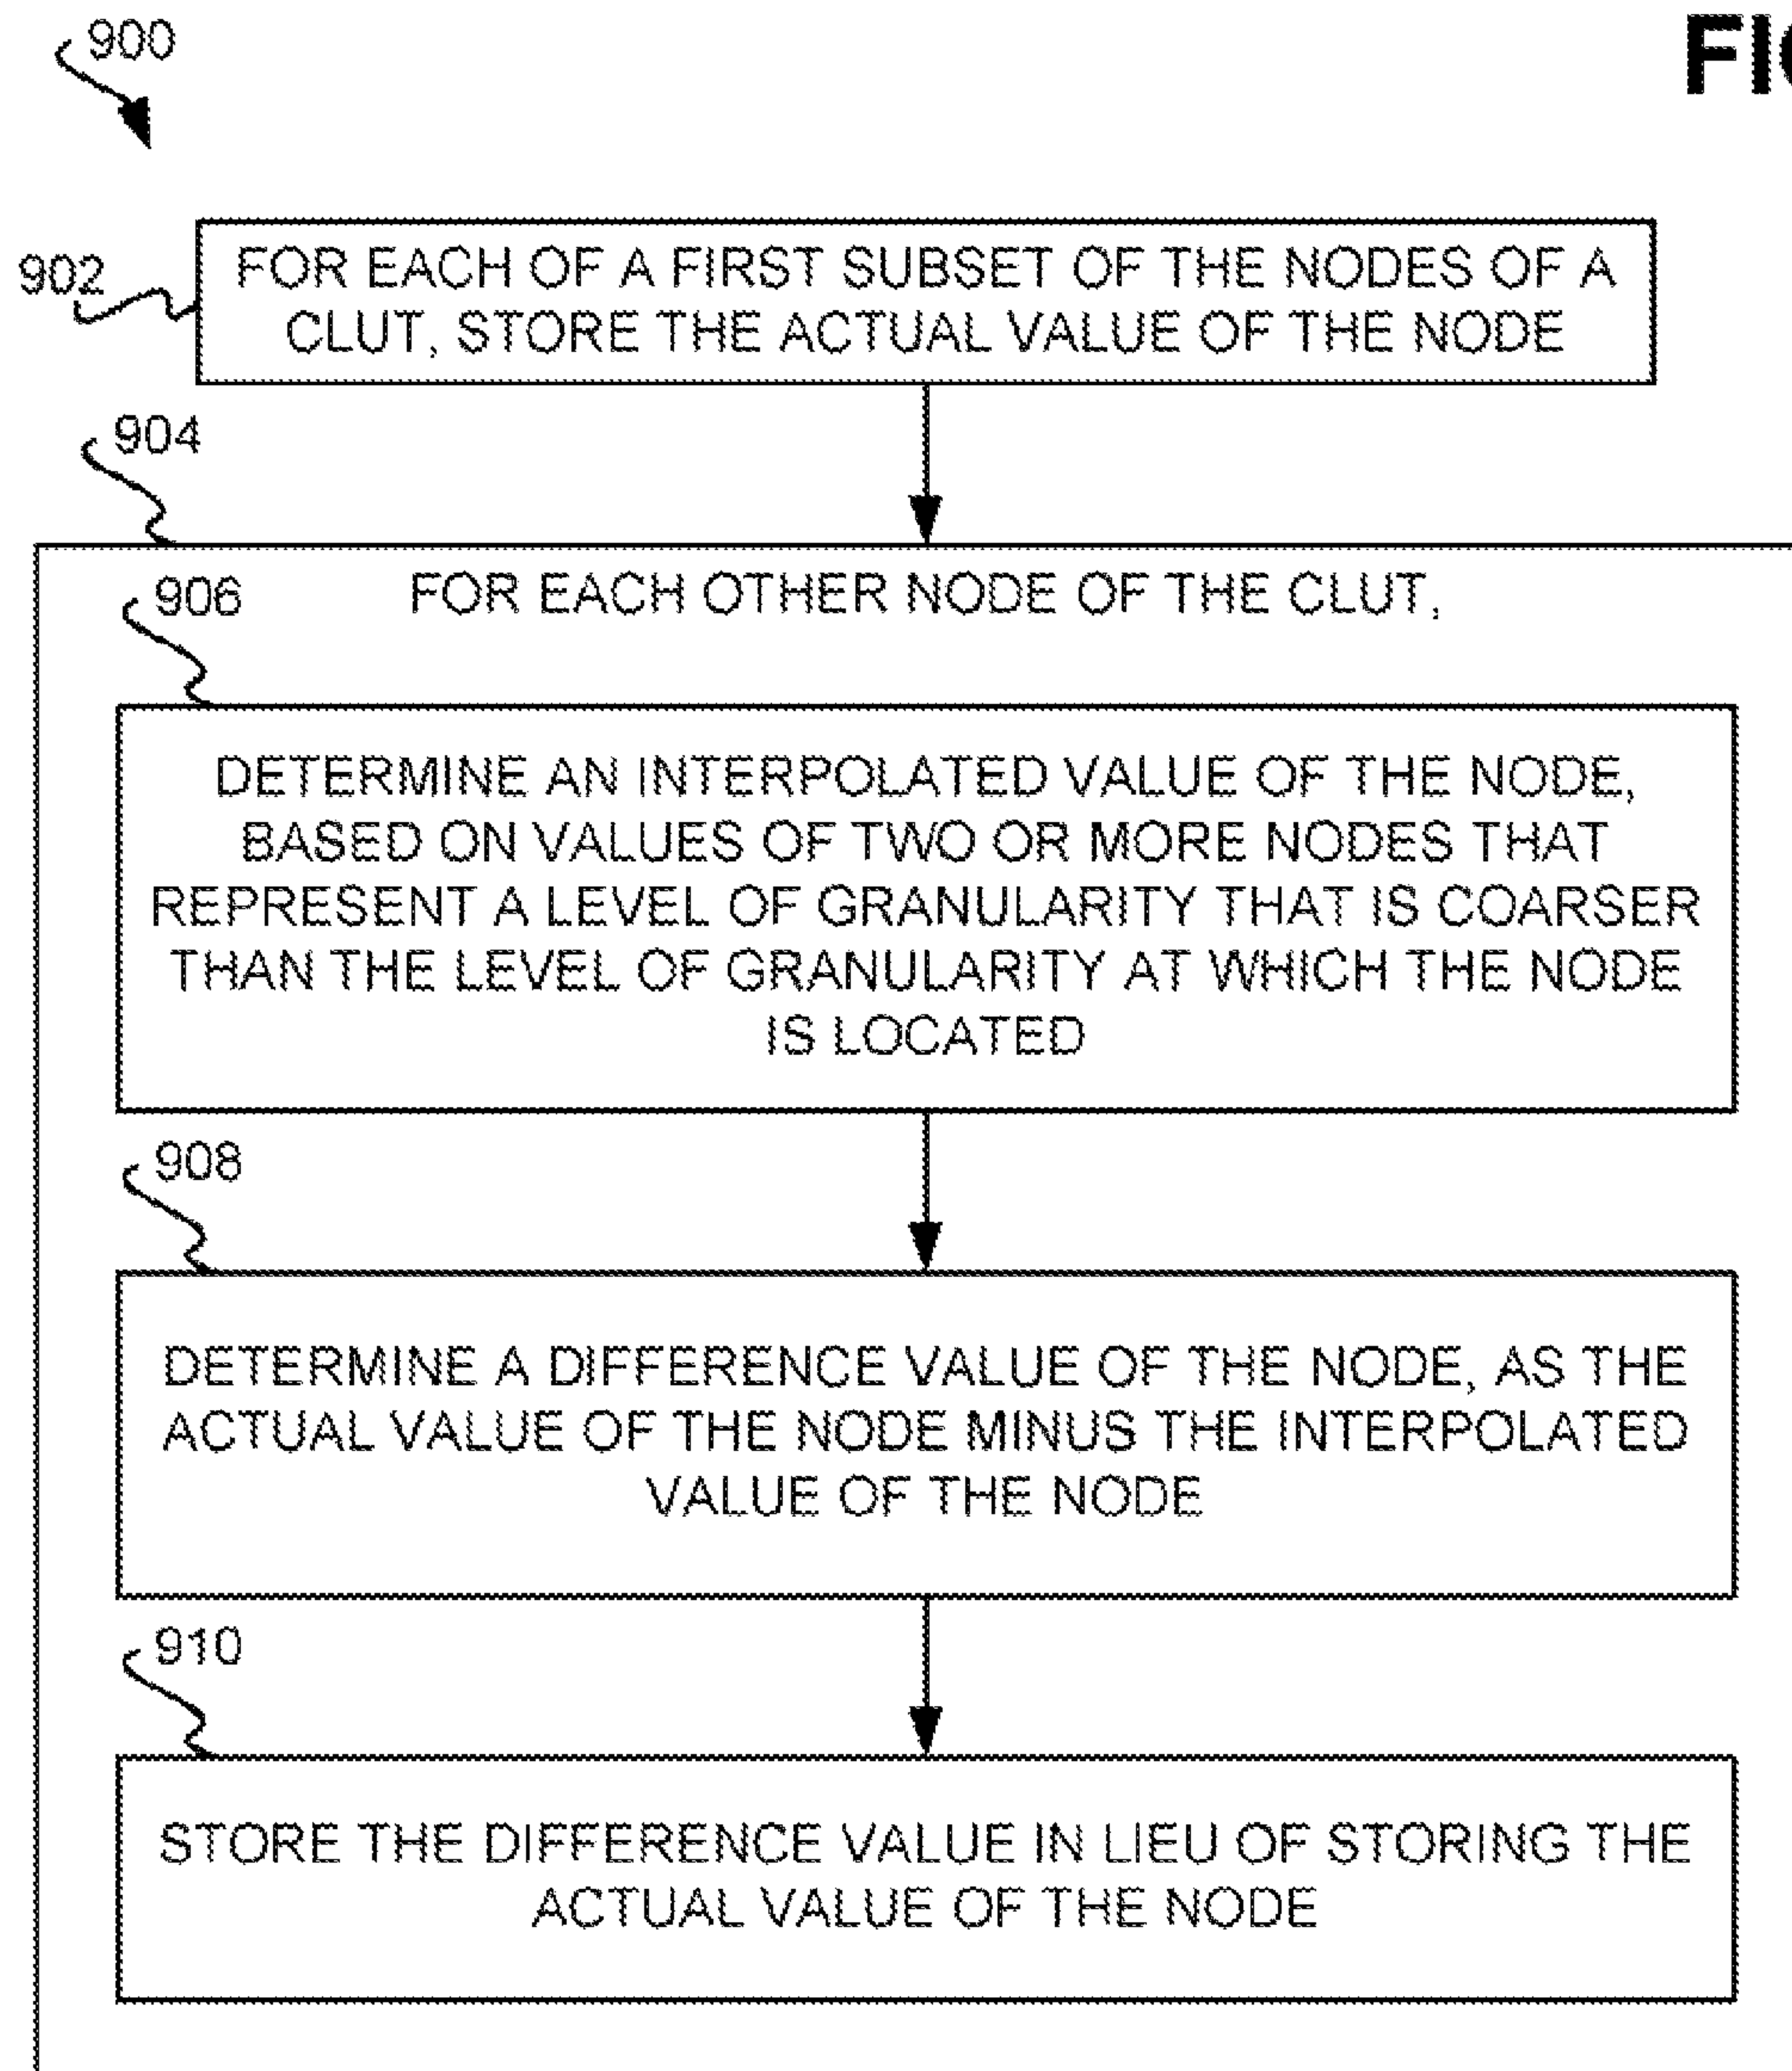 900
FIG
902
FOR EACH OF A FIRST SUBSET OF THE NODES OF A
CLUT, STORE THE ACTUAL VALUE OF THE NODE
904
906
FOR EACH OTHER NODE OF THE CLUT,
DETERMINE AN INTERPOLATED VALUE OF THE NODE,
BASED ON VALUES OF TWO OR MORE NODES THAT
REPRESENT A LEVEL OF GRANULARITY THAT IS COARSER
THAN THE LEVEL OF GRANULARITY AT WHICH THE NODE
IS LOCATED
908
DETERMINE A DIFFERENCE VALUE OF THE NODE, AS THE
ACTUAL VALUE OF THE NODE MINUS THE INTERPOLATED
VALUE OF THE NODE
910
STORE THE DIFFERENCE VALUE IN LIEU OF STORING THE
ACTUAL VALUE OF THE NODE